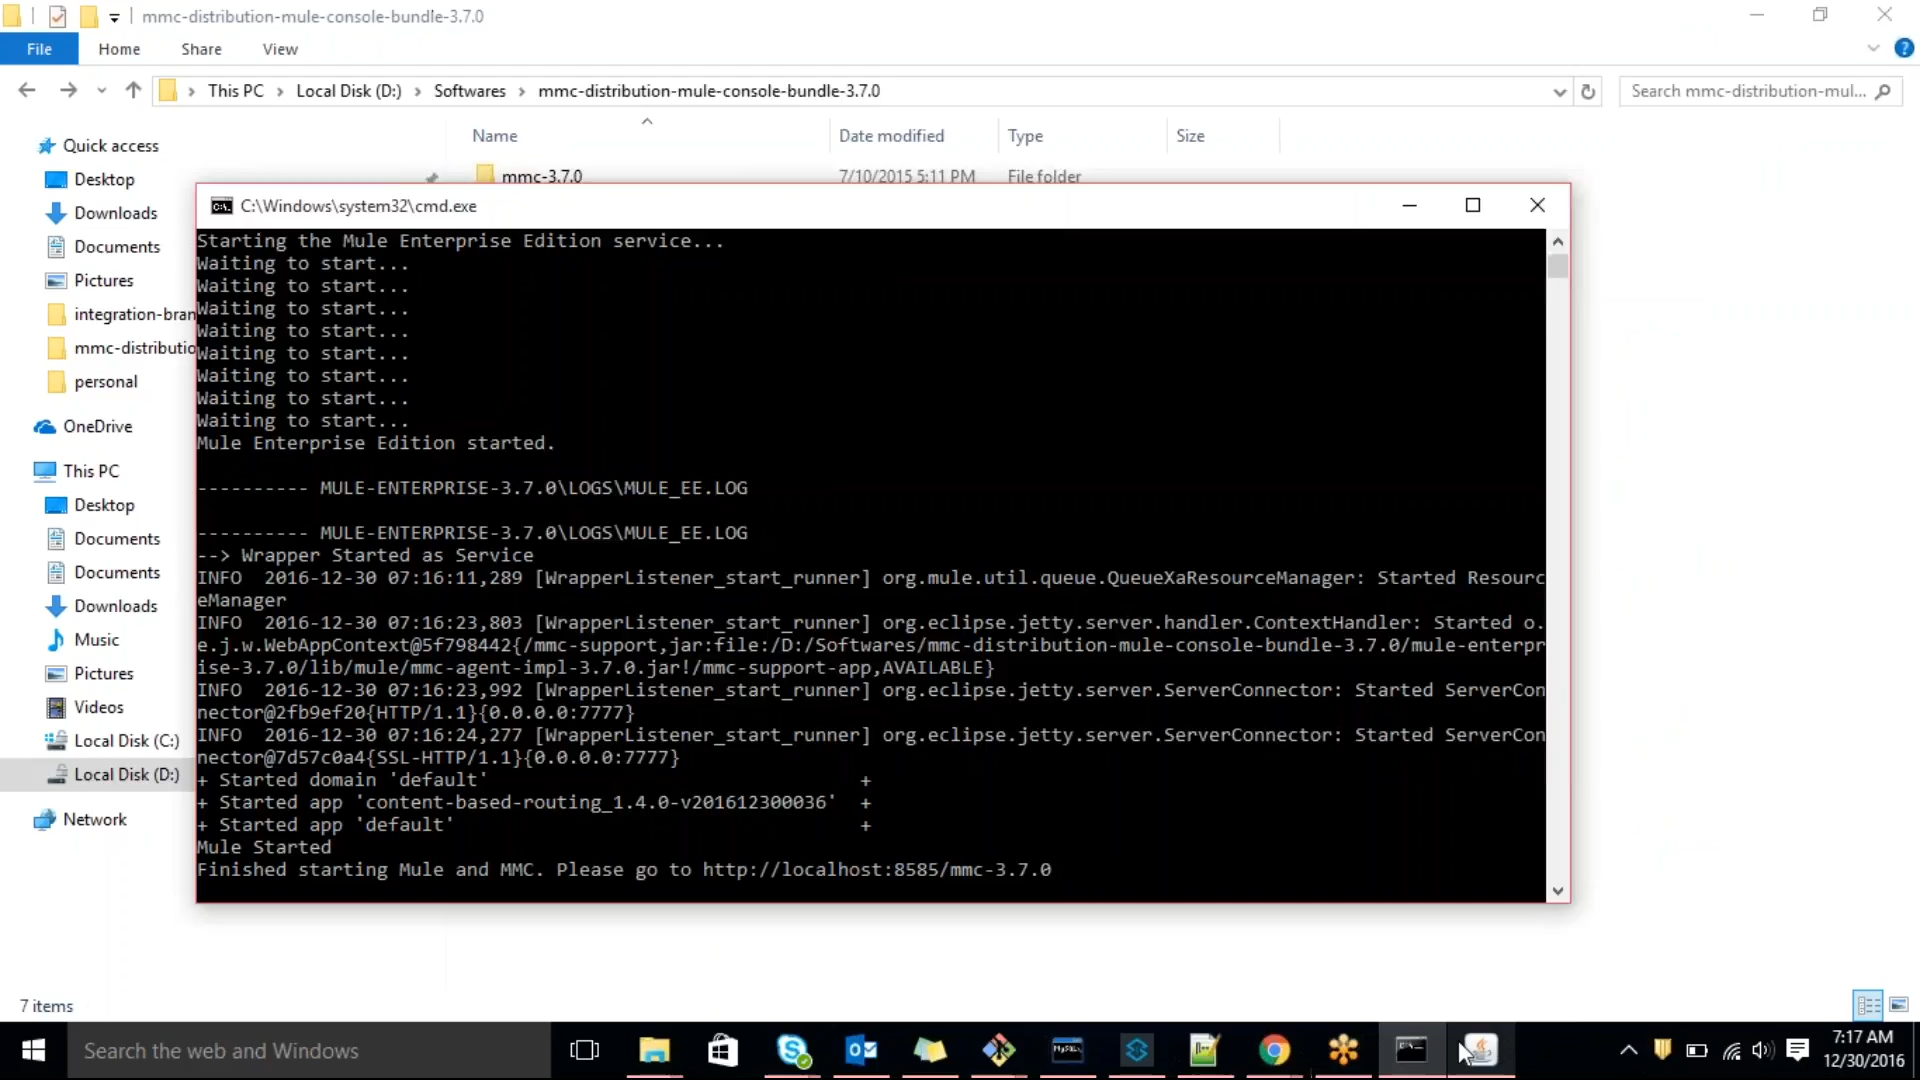 mmc-distribution-mule-console-bundle-3.7.0
File Home Share View
This PC Local Disk (D:) Softwares mmc-distribution-mule-console-bundle-3.7.0
Search mmc-distribution-mul...
Name Date modified Type Size
mmc-3.7.0 7/10/2015 5:11 PM File folder
Quick access
Desktop
Downloads
Documents
Pictures
integration-bran
mmc-distributio
personal
OneDrive
This PC
Desktop
Documents
Documents
Downloads
Music
Pictures
Videos
Local Disk (C:)
Local Disk (D:)
Network
C:\Windows\system32\cmd.exe
Starting the Mule Enterprise Edition service...
Waiting to start...
Waiting to start...
Waiting to start...
Waiting to start...
Waiting to start...
Waiting to start...
Waiting to start...
Waiting to start...
Mule Enterprise Edition started.
---------- MULE-ENTERPRISE-3.7.0\LOGS\MULE_EE.LOG
---------- MULE-ENTERPRISE-3.7.0\LOGS\MULE_EE.LOG
--> Wrapper Started as Service
INFO  2016-12-30 07:16:11,289 [WrapperListener_start_runner] org.mule.util.queue.QueueXaResourceManager: Started Resourc
eManager
INFO  2016-12-30 07:16:23,803 [WrapperListener_start_runner] org.eclipse.jetty.server.handler.ContextHandler: Started o.
e.j.w.WebAppContext@5f798442{/mmc-support,jar:file:/D:/Softwares/mmc-distribution-mule-console-bundle-3.7.0/mule-enterpr
ise-3.7.0/lib/mule/mmc-agent-impl-3.7.0.jar!/mmc-support-app,AVAILABLE}
INFO  2016-12-30 07:16:23,992 [WrapperListener_start_runner] org.eclipse.jetty.server.ServerConnector: Started ServerCon
nector@2fb9ef20{HTTP/1.1}{0.0.0.0:7777}
INFO  2016-12-30 07:16:24,277 [WrapperListener_start_runner] org.eclipse.jetty.server.ServerConnector: Started ServerCon
nector@7d57c0a4{SSL-HTTP/1.1}{0.0.0.0:7777}
+ Started domain 'default' +
+ Started app 'content-based-routing_1.4.0-v201612300036' +
+ Started app 'default' +
Mule Started
Finished starting Mule and MMC. Please go to http://localhost:8585/mmc-3.7.0
7 items
Search the web and Windows
7:17 AM
12/30/2016